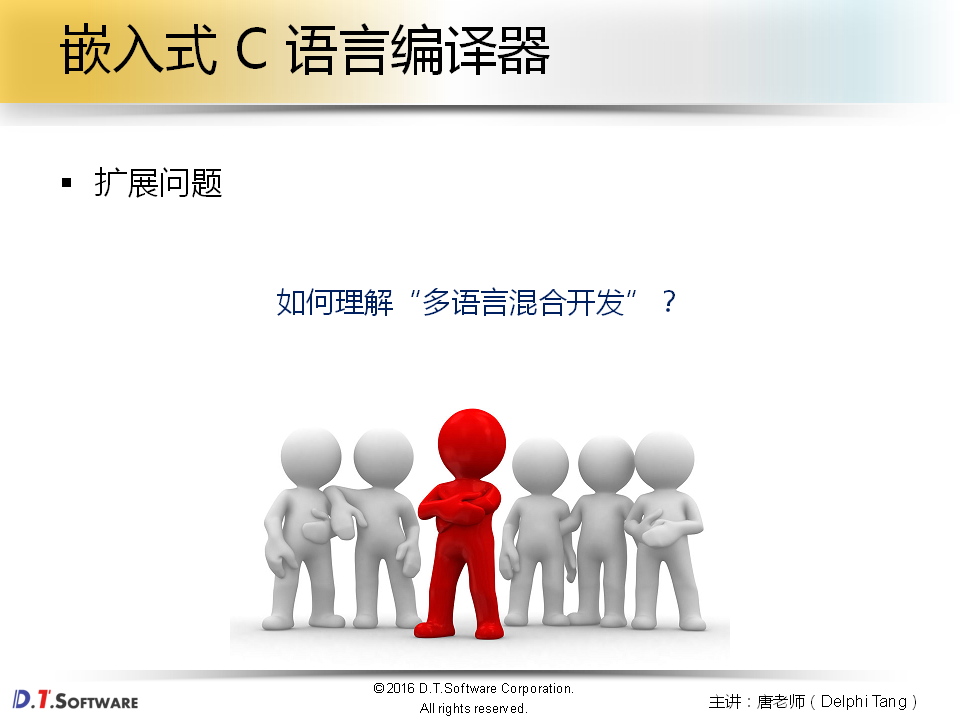 嵌入式 C 语言编译器
▪ 扩展问题
如何理解“多语言混合开发”？
D.T.SOFTWARE
©2016 D.T.Software Corporation.
All rights reserved.
主讲：唐老师（Delphi Tang）